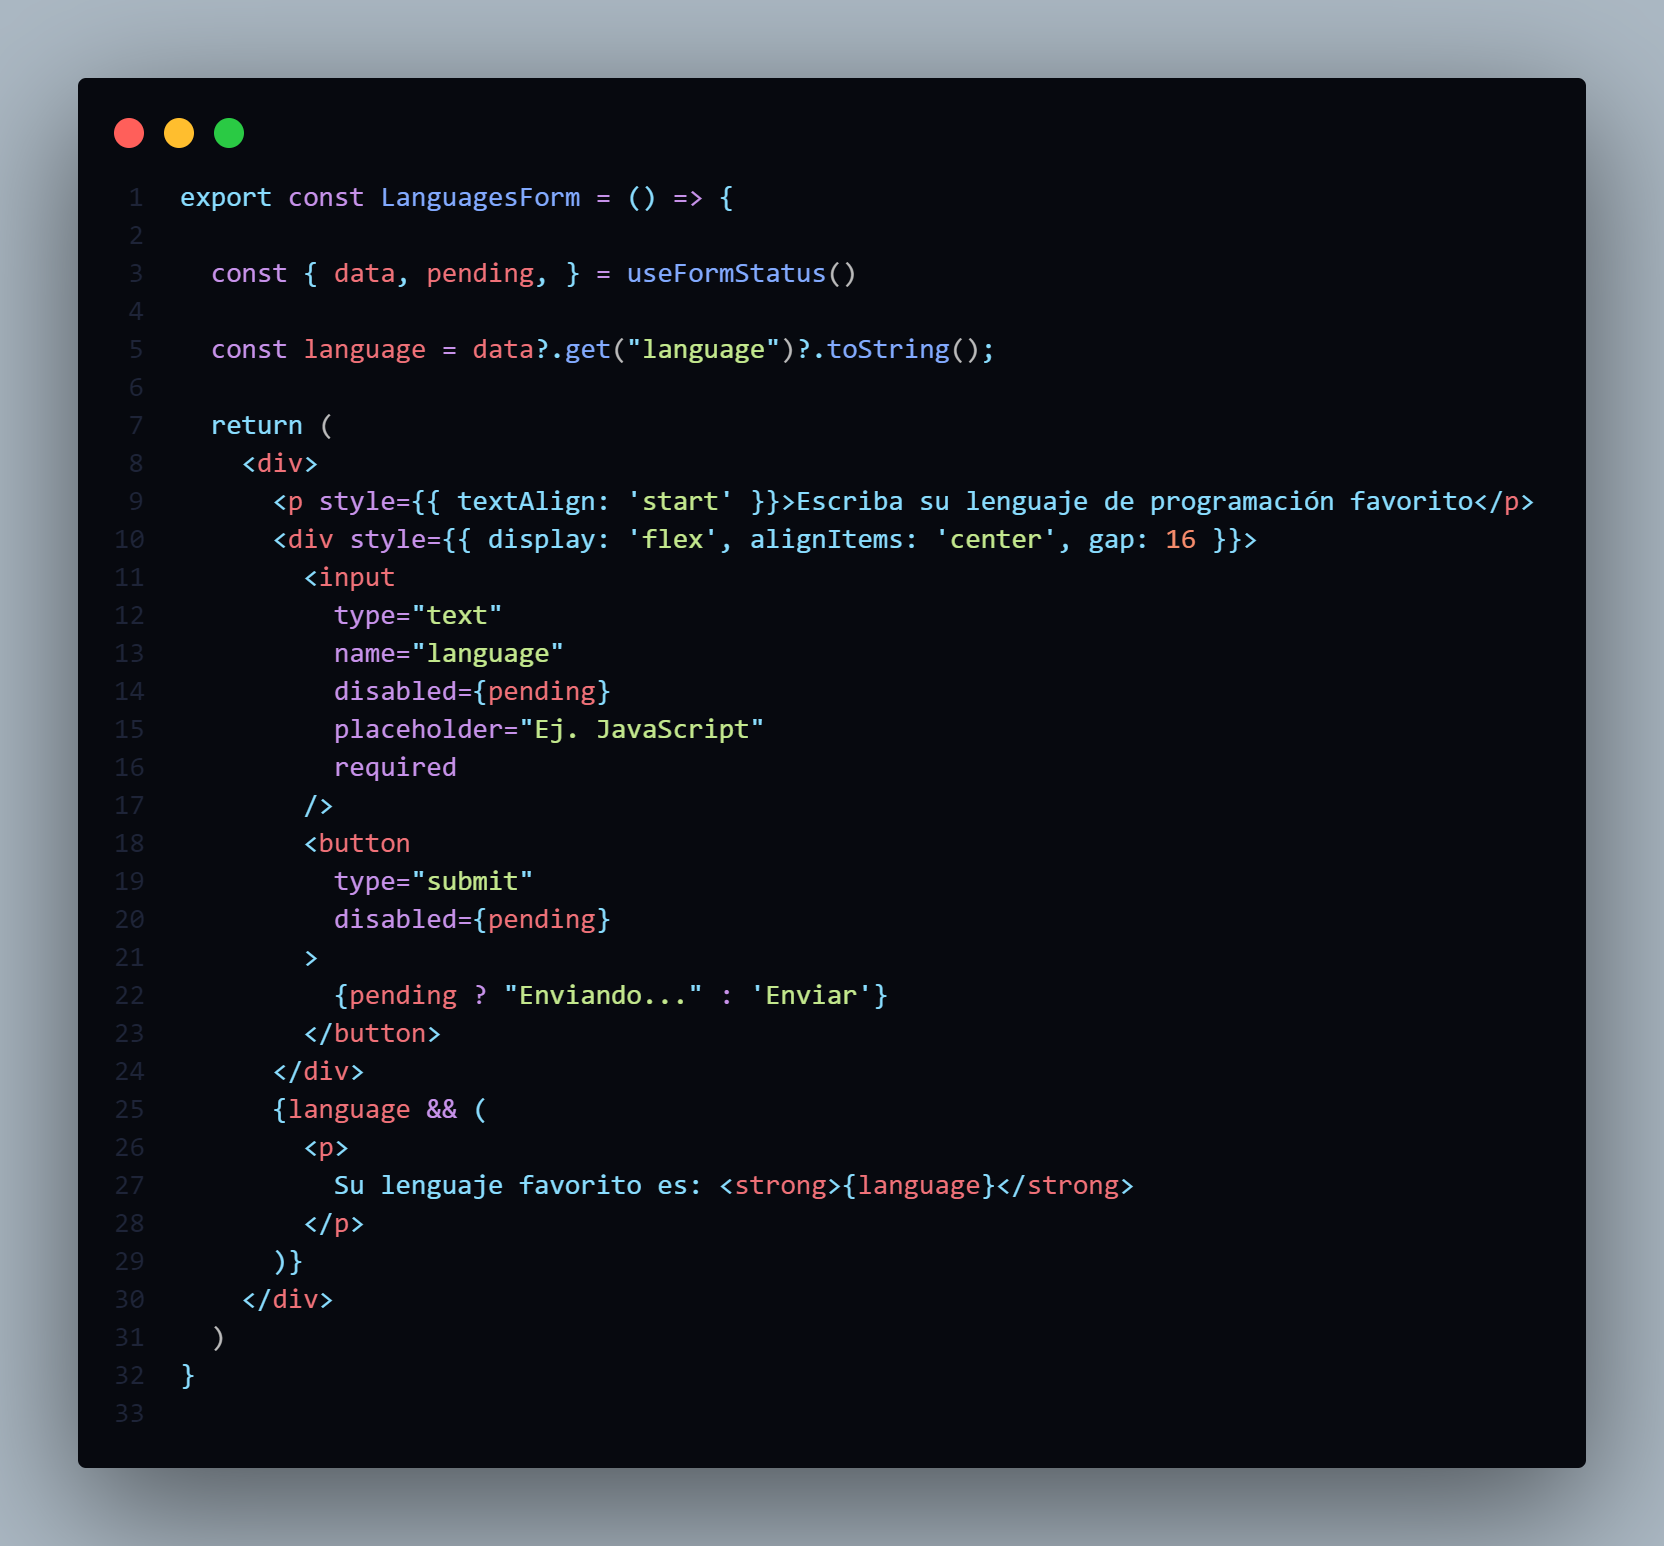 1 export const LanguagesForm = () => {
2
3   const { data, pending, } = useFormStatus()
4
5   const language = data?.get("language")?.toString();
6
7   return (
8     <div>
9       <p style={{ textAlign: 'start' }}>Escriba su lenguaje de programación favorito</p>
10       <div style={{ display: 'flex', alignItems: 'center', gap: 16 }}>
11         <input
12           type="text"
13           name="language"
14           disabled={pending}
15           placeholder="Ej. JavaScript"
16           required
17         />
18         <button
19           type="submit"
20           disabled={pending}
21         >
22           {pending ? "Enviando..." : 'Enviar'}
23         </button>
24       </div>
25       {language && (
26         <p>
27           Su lenguaje favorito es: <strong>{language}</strong>
28         </p>
29       )}
30     </div>
31   )
32 }
33